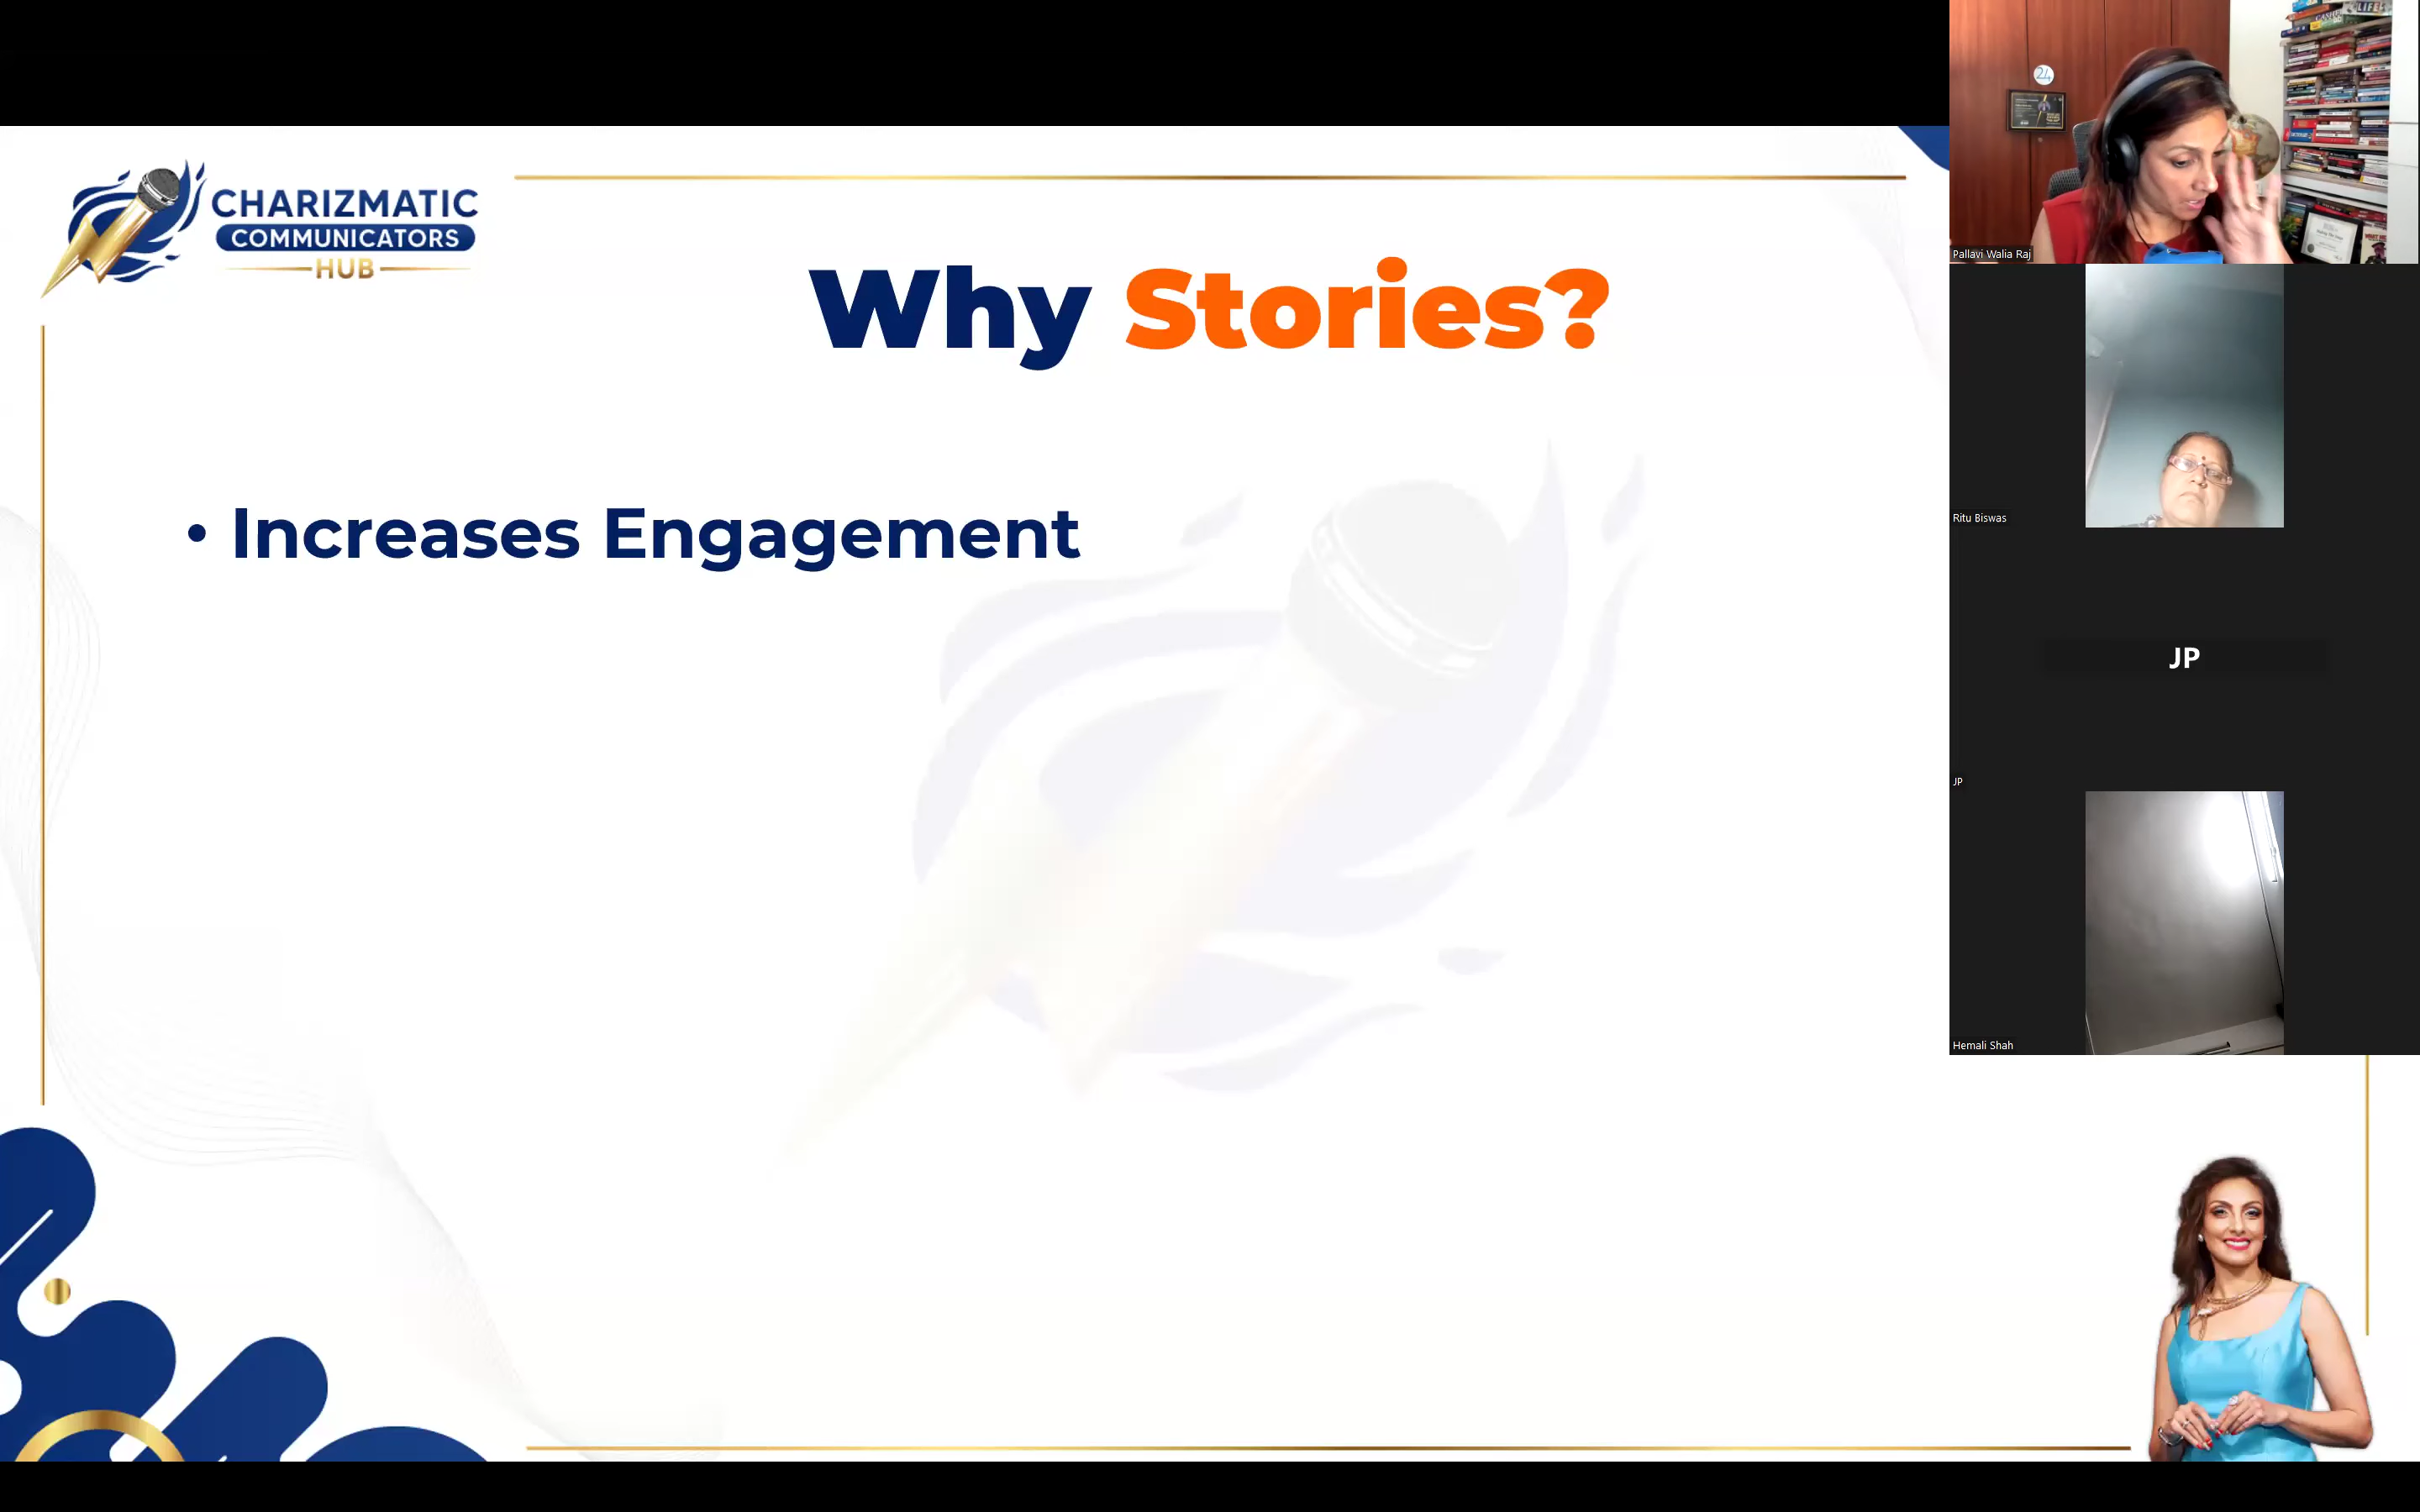 CHARIZMATIC
COMMUNICATORS
HUB
Why Stories?
• Increases Engagement
Pallavi Walia Raj
Ritu Biswas
JP
JP
Hemali Shah